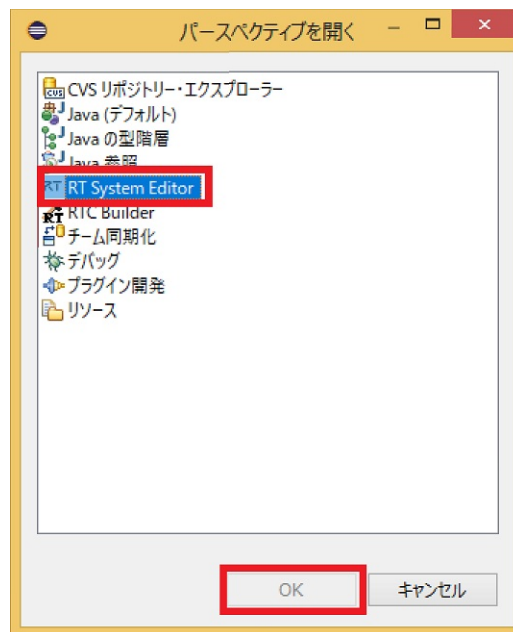 パースペクティブを開く
CVS リポジトリー・エクスプローラー
Java (デフォルト)
Java の型階層
Java 参照
RT System Editor
RTC Builder
チーム同期化
デバッグ
プラグイン開発
リソース
OK
キャンセル